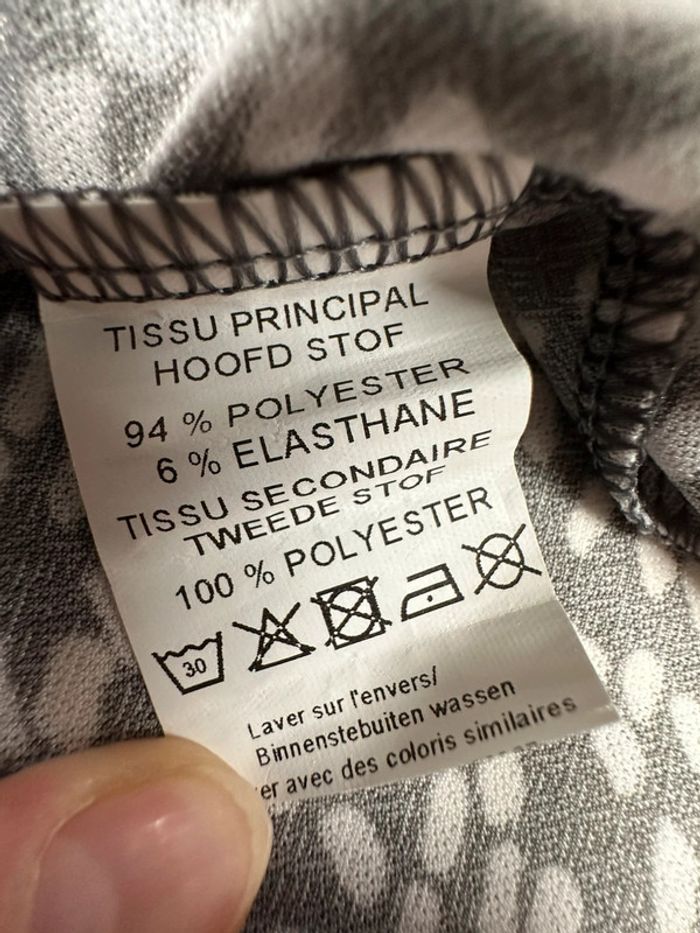 TISSU PRINCIPAL
HOOFD STOF
94 % POLYESTER
6 % ELASTHANE
TISSU SECONDAIRE
TWEEDE STOF
100 % POLYESTER
30
Laver sur l'envers/
Binnenstebuiten wassen
avec des coloris similaires